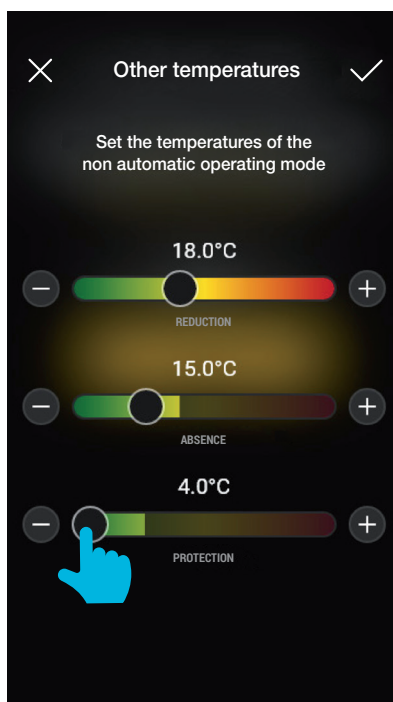 Other temperatures
Set the temperatures of the
non automatic operating mode
18.0°C
REDUCTION
15.0°C
ABSENCE
4.0°C
PROTECTION